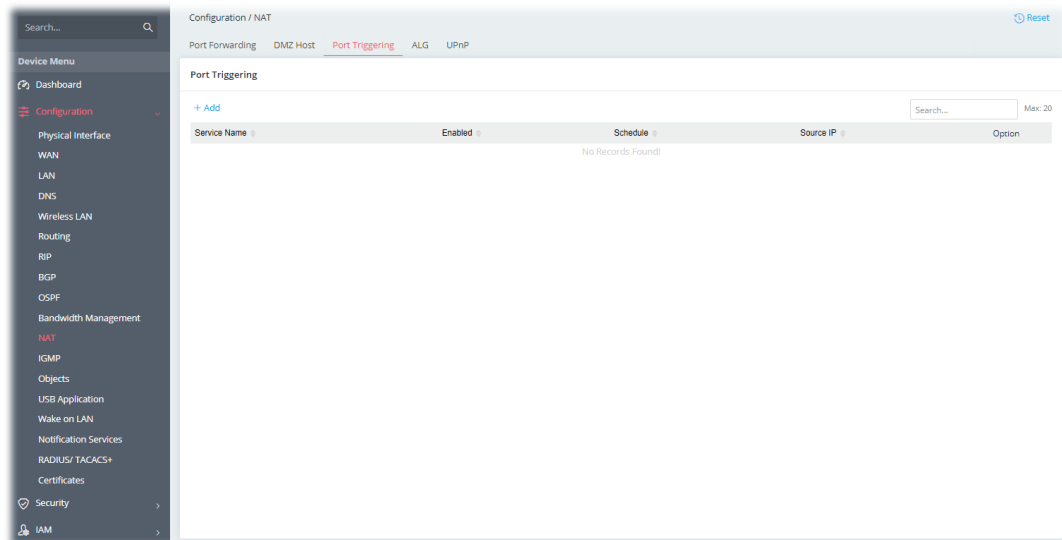 Search...
Device Menu
Dashboard
Configuration
Physical Interface
WAN
LAN
DNS
Wireless LAN
Routing
RIP
BGP
OSPF
Bandwidth Management
NAT
IGMP
Objects
USB Application
Wake on LAN
Notification Services
RADIUS/ TACACS+
Certificates
Security
IAM
Configuration / NAT
Reset
Port Forwarding DMZ Host Port Triggering ALG UPnP
Port Triggering
+ Add
Search...
Max: 20
Service Name Enabled Schedule Source IP Option
No Records Found!